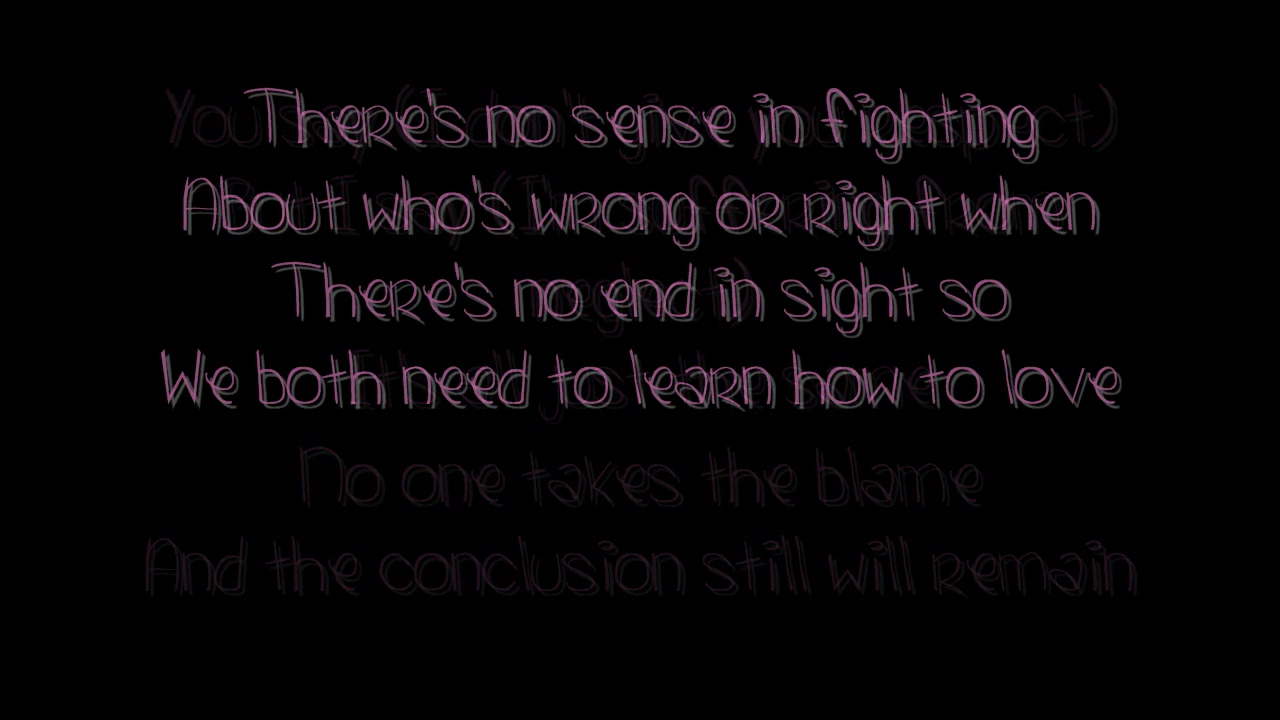 There's no sense in fighting
About who's wrong or right when
There's no end in sight so
We both need to learn how to love
No one takes the blame
And the conclusion still will remain